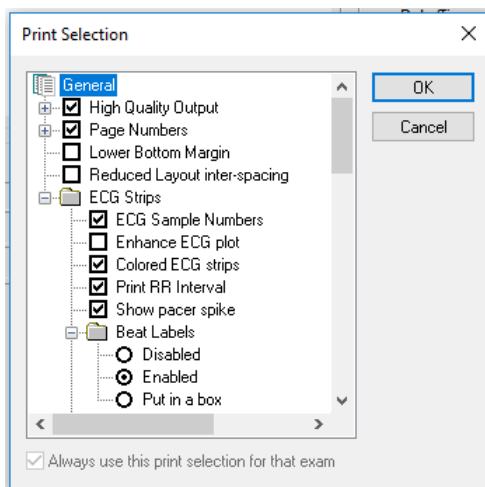 Print Selection
General
OK
High Quality Output
Page Numbers
Cancel
Lower Bottom Margin
Reduced Layout inter-spacing
ECG Strips
ECG Sample Numbers
Enhance ECG plot
Colored ECG strips
Print RR Interval
Show pacer spike
Beat Labels
Disabled
Enabled
Put in a box
Always use this print selection for that exam